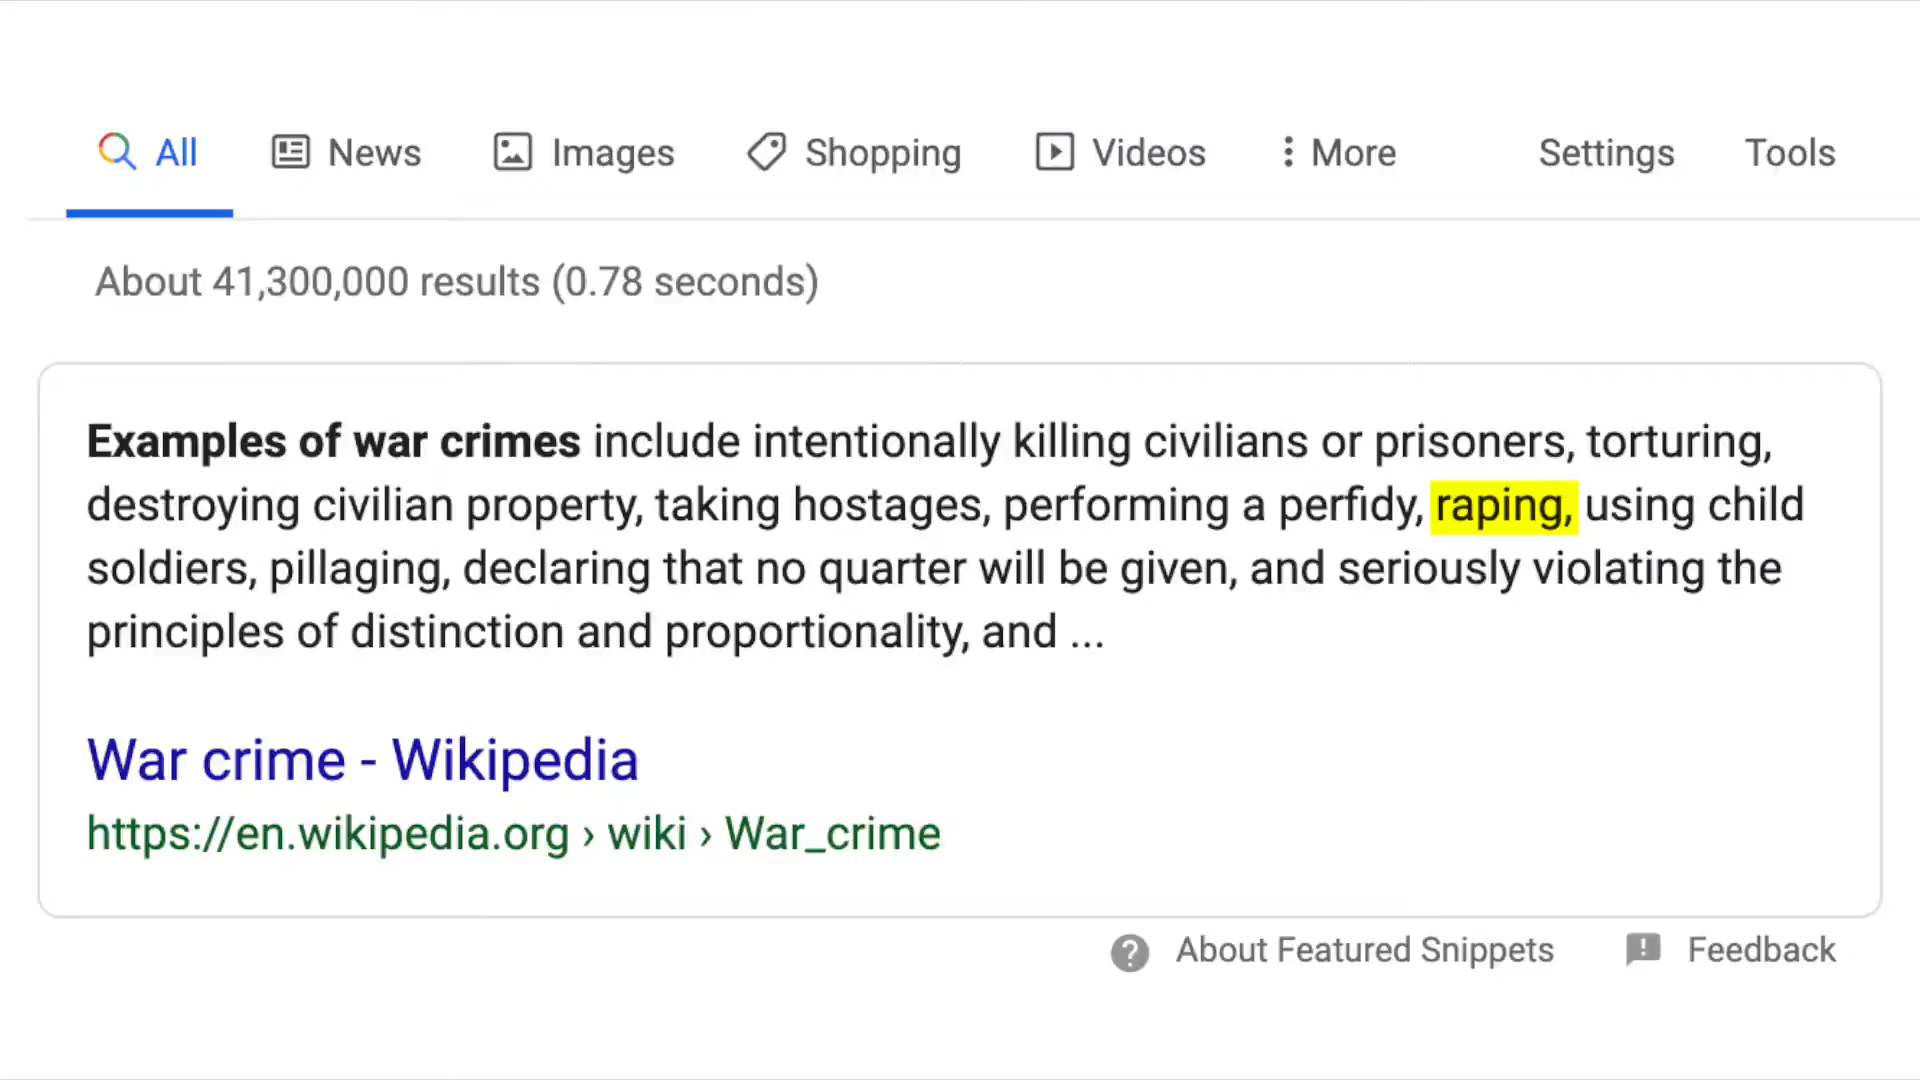 All News Images Shopping Videos More Settings Tools
About 41,300,000 results (0.78 seconds)
Examples of war crimes include intentionally killing civilians or prisoners, torturing,
destroying civilian property, taking hostages, performing a perfidy, raping, using child
soldiers, pillaging, declaring that no quarter will be given, and seriously violating the
principles of distinction and proportionality, and ...
War crime - Wikipedia
https://en.wikipedia.org › wiki › War_crime
About Featured Snippets Feedback